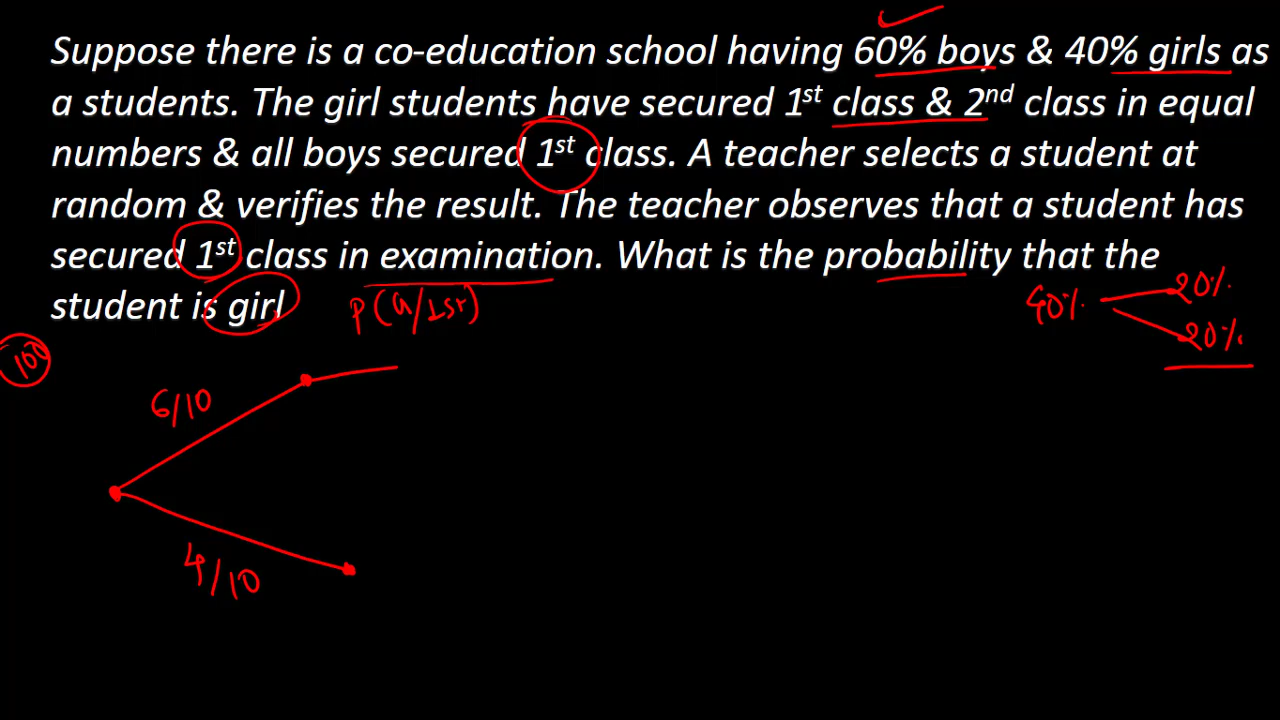 Suppose there is a co-education school having 60% boys & 40% girls as
a students. The girl students have secured 1st class & 2nd class in equal
numbers & all boys secured 1st class. A teacher selects a student at
random & verifies the result. The teacher observes that a student has
secured 1st class in examination. What is the probability that the
student is girl
P(G/1st)
40%
20%
20%
100
6/10
4/10